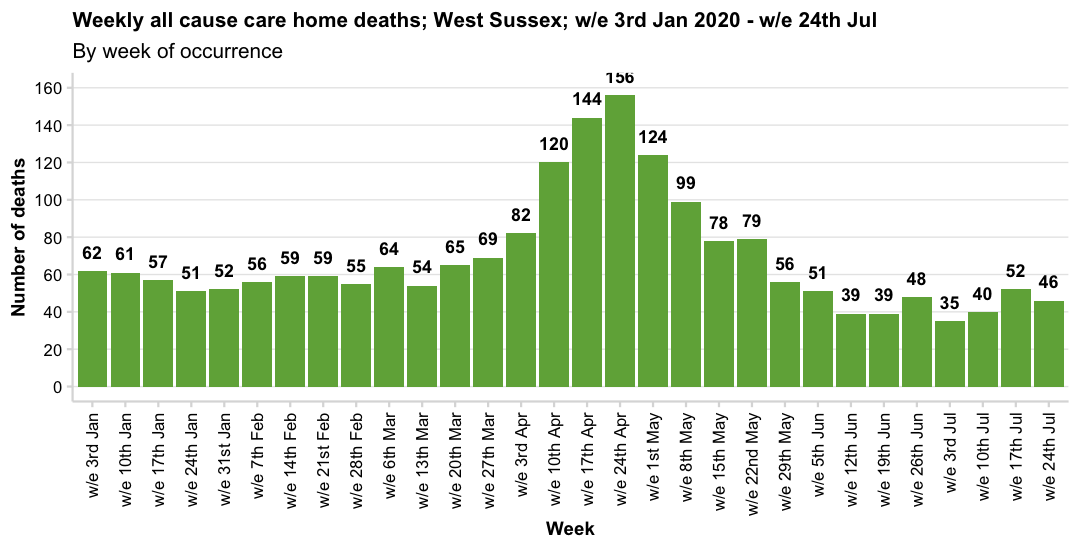 Weekly all cause care home deaths; West Sussex; w/e 3rd Jan 2020 - w/e 24th Jul
By week of occurrence
Number of deaths
160
140
120
100
80
60
40
20
0
62
61
57
51
52
56
59
59
55
64
54
65
69
82
120
144
156
124
99
78
79
56
51
39
39
48
35
40
52
46
w/e 3rd Jan
w/e 10th Jan
w/e 17th Jan
w/e 24th Jan
w/e 31st Jan
w/e 7th Feb
w/e 14th Feb
w/e 21st Feb
w/e 28th Feb
w/e 6th Mar
w/e 13th Mar
w/e 20th Mar
w/e 27th Mar
w/e 3rd Apr
w/e 10th Apr
w/e 17th Apr
w/e 24th Apr
w/e 1st May
w/e 8th May
w/e 15th May
w/e 22nd May
w/e 29th May
w/e 5th Jun
w/e 12th Jun
w/e 19th Jun
w/e 26th Jun
w/e 3rd Jul
w/e 10th Jul
w/e 17th Jul
w/e 24th Jul
Week